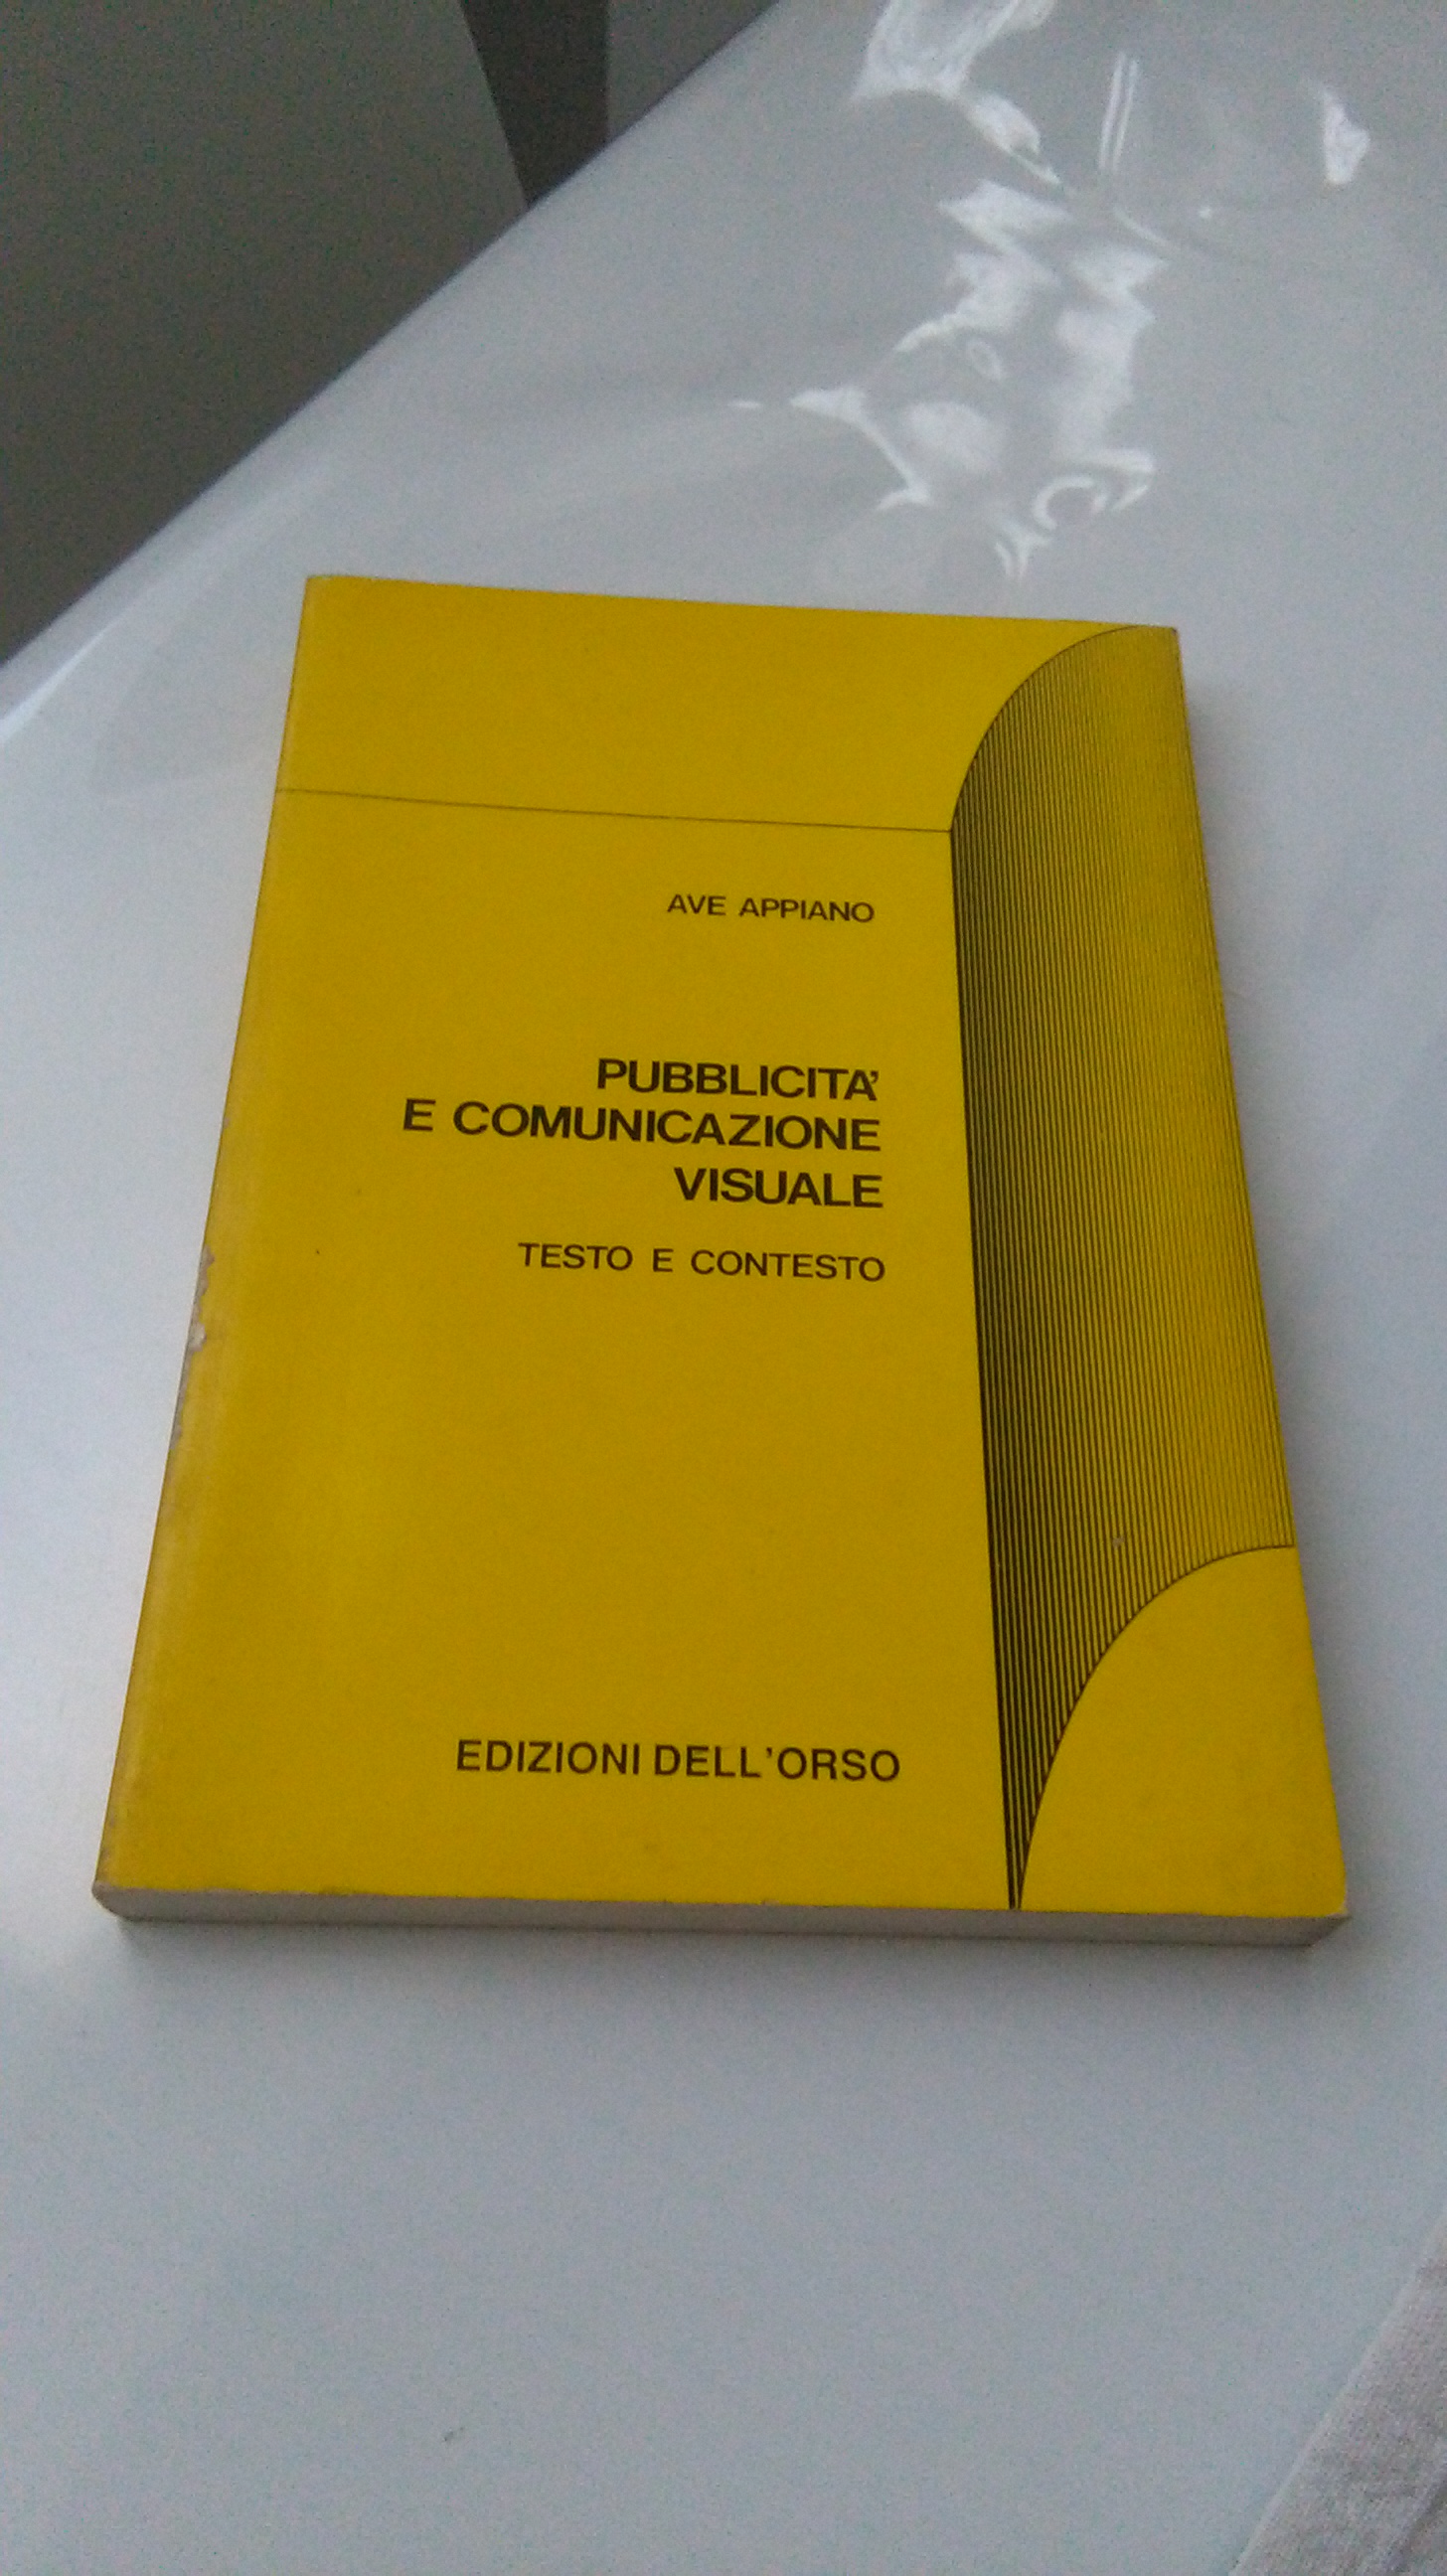 AVE APPIANO
PUBBLICITA'
E COMUNICAZIONE
VISUALE
TESTO E CONTESTO
EDIZIONI DELL'ORSO